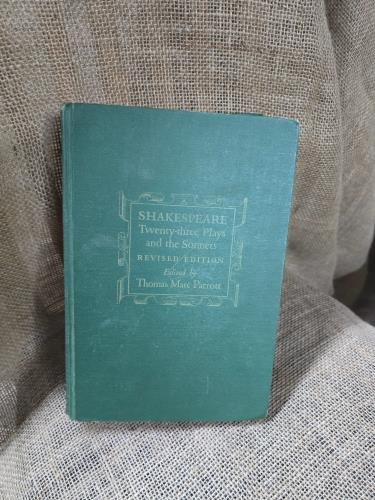 SHAKESPEARE
Twenty-three Plays
and the Sonnets
REVISED EDITION
Edited by
Thomas Marc Parrott